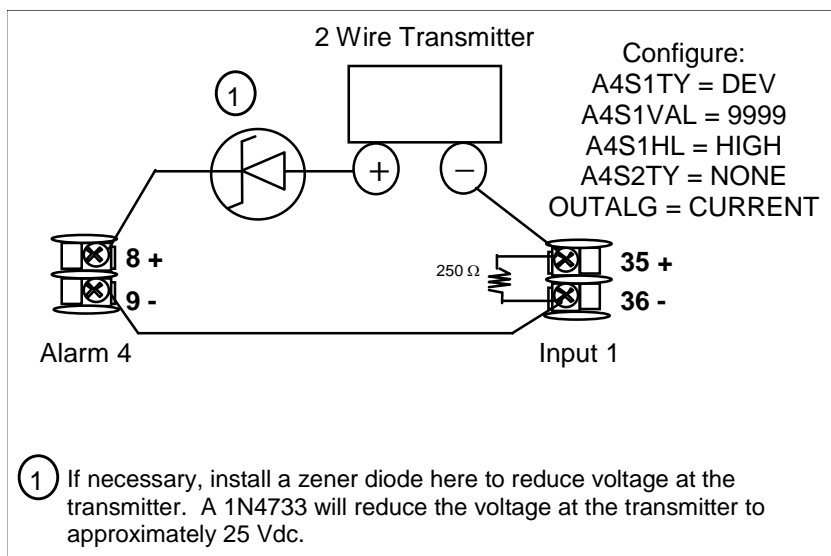 2 Wire Transmitter
Configure:
A4S1TY = DEV
A4S1VAL = 9999
A4S1HL = HIGH
A4S2TY = NONE
OUTALG = CURRENT
1
+
−
8 +
9 -
250 Ω
35 +
36 -
Alarm 4
Input 1
1 If necessary, install a zener diode here to reduce voltage at the
transmitter. A 1N4733 will reduce the voltage at the transmitter to
approximately 25 Vdc.